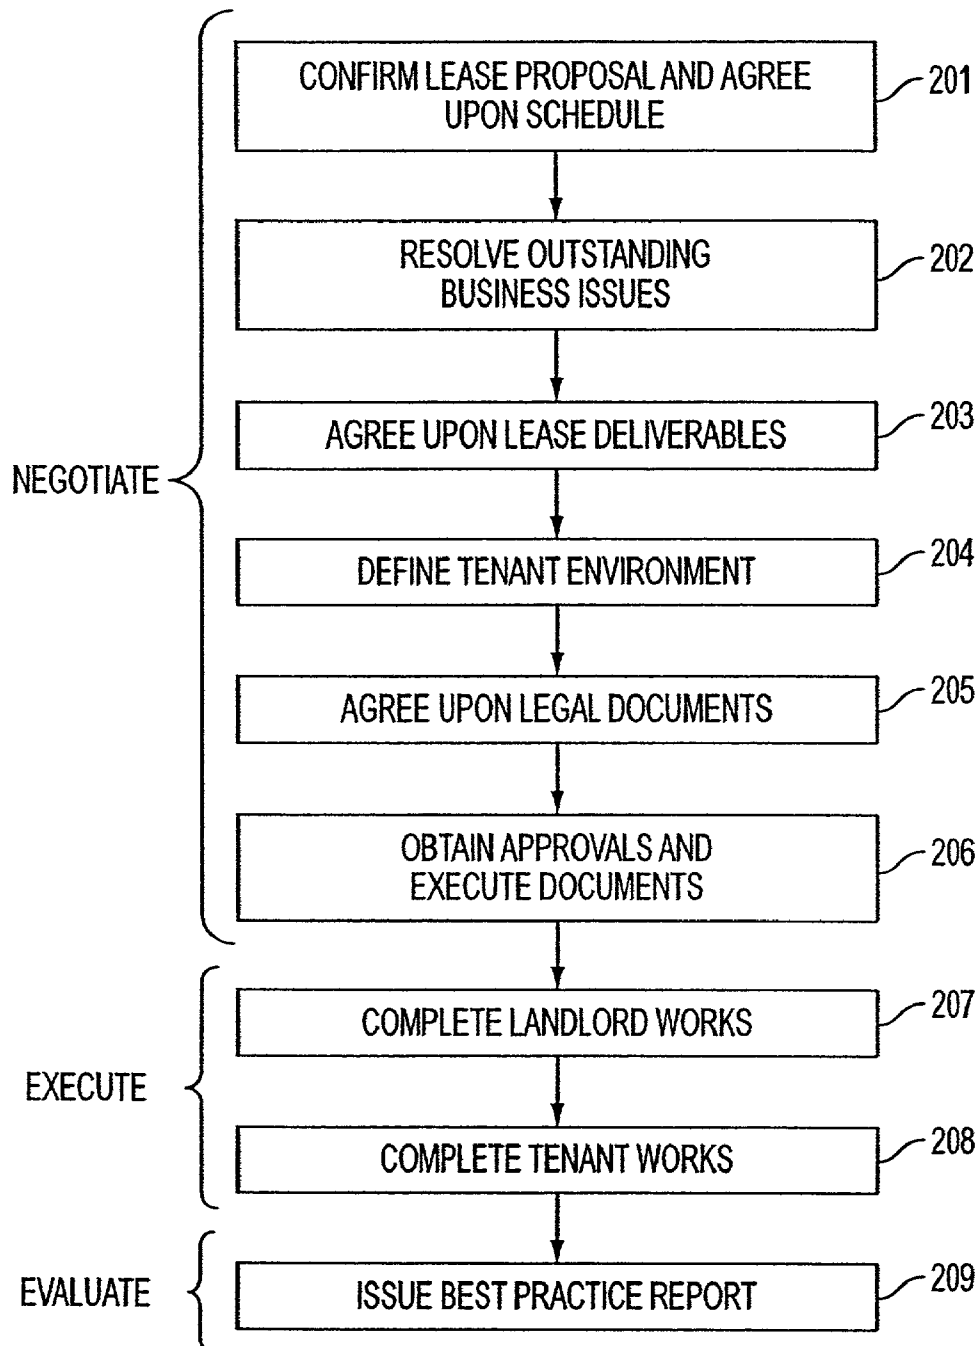 CONFIRM LEASE PROPOSAL AND AGREE
UPON SCHEDULE
201
RESOLVE OUTSTANDING
BUSINESS ISSUES
202
AGREE UPON LEASE DELIVERABLES
203
NEGOTIATE
DEFINE TENANT ENVIRONMENT
204
AGREE UPON LEGAL DOCUMENTS
205
OBTAIN APPROVALS AND
EXECUTE DOCUMENTS
206
COMPLETE LANDLORD WORKS
207
EXECUTE
COMPLETE TENANT WORKS
208
EVALUATE
ISSUE BEST PRACTICE REPORT
209